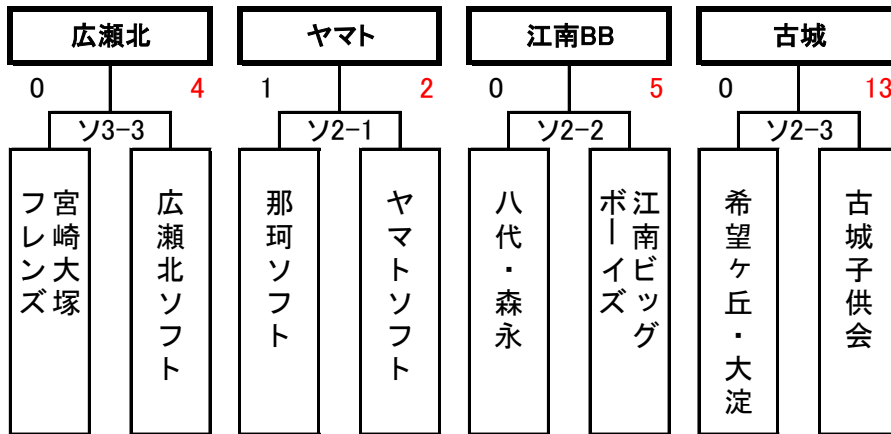 広瀬北
ヤマト
江南BB
古城
0 4
1 2
0 5
0 13
ソ3-3
ソ2-1
ソ2-2
ソ2-3
宮崎大塚
フレンズ
広瀬北ソフト
那珂ソフト
ヤマトソフト
八代・森永
江南ビッグ
ボーイズ
希望ヶ丘・大淀
古城子供会